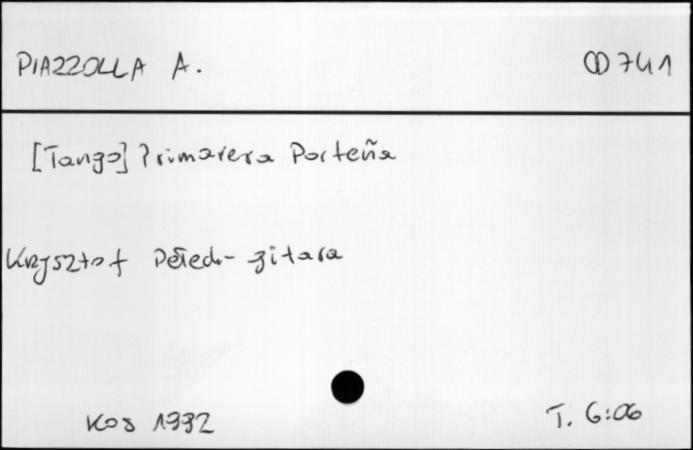 PIAZZOLLA A.
CD 741
[Tango] Primavera Porteña
Krzysztof Pełech - gitara
KOS 1992
T. 6:06